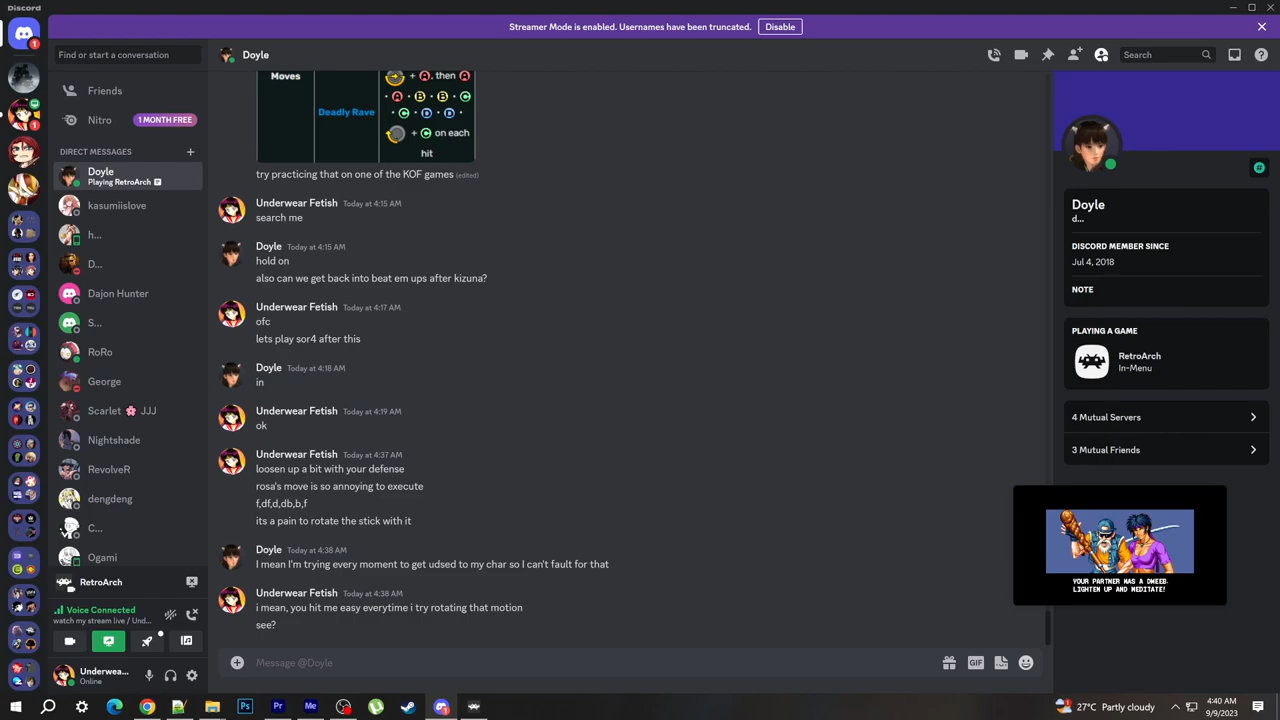 Discord
Streamer Mode is enabled. Usernames have been truncated.
Disable
Find or start a conversation
Doyle
Search
Friends
Nitro
1 MONTH FREE
DIRECT MESSAGES
Doyle
Playing RetroArch
kasumiislove
h...
D...
Dajon Hunter
S...
RoRo
George
Scarlet 🌸 JJJ
Nightshade
RevolveR
dengdeng
C...
Ogami
RetroArch
Voice Connected
watch my stream live / Und...
Underwea...
Online
Moves
Deadly Rave
+ A, then A
· A · B · B · C
· C · D · D ·
+ C on each
hit
try practicing that on one of the KOF games (edited)
Underwear Fetish Today at 4:15 AM
search me
Doyle Today at 4:15 AM
hold on
also can we get back into beat em ups after kizuna?
Underwear Fetish Today at 4:17 AM
ofc
lets play sor4 after this
Doyle Today at 4:18 AM
in
Underwear Fetish Today at 4:19 AM
ok
Underwear Fetish Today at 4:37 AM
loosen up a bit with your defense
rosa's move is so annoying to execute
f,df,d,db,b,f
its a pain to rotate the stick with it
Doyle Today at 4:38 AM
I mean I'm trying every moment to get udsed to my char so I can't fault for that
Underwear Fetish Today at 4:38 AM
i mean, you hit me easy everytime i try rotating that motion
see?
Message @Doyle
GIF
Doyle
d...
DISCORD MEMBER SINCE
Jul 4, 2018
NOTE
PLAYING A GAME
RetroArch
In-Menu
4 Mutual Servers
3 Mutual Friends
YOUR PARTNER WAS A DWEEB.
LIGHTEN UP AND MEDITATE!
Ps
Pr
Me
27°C Partly cloudy
4:40 AM
9/9/2023